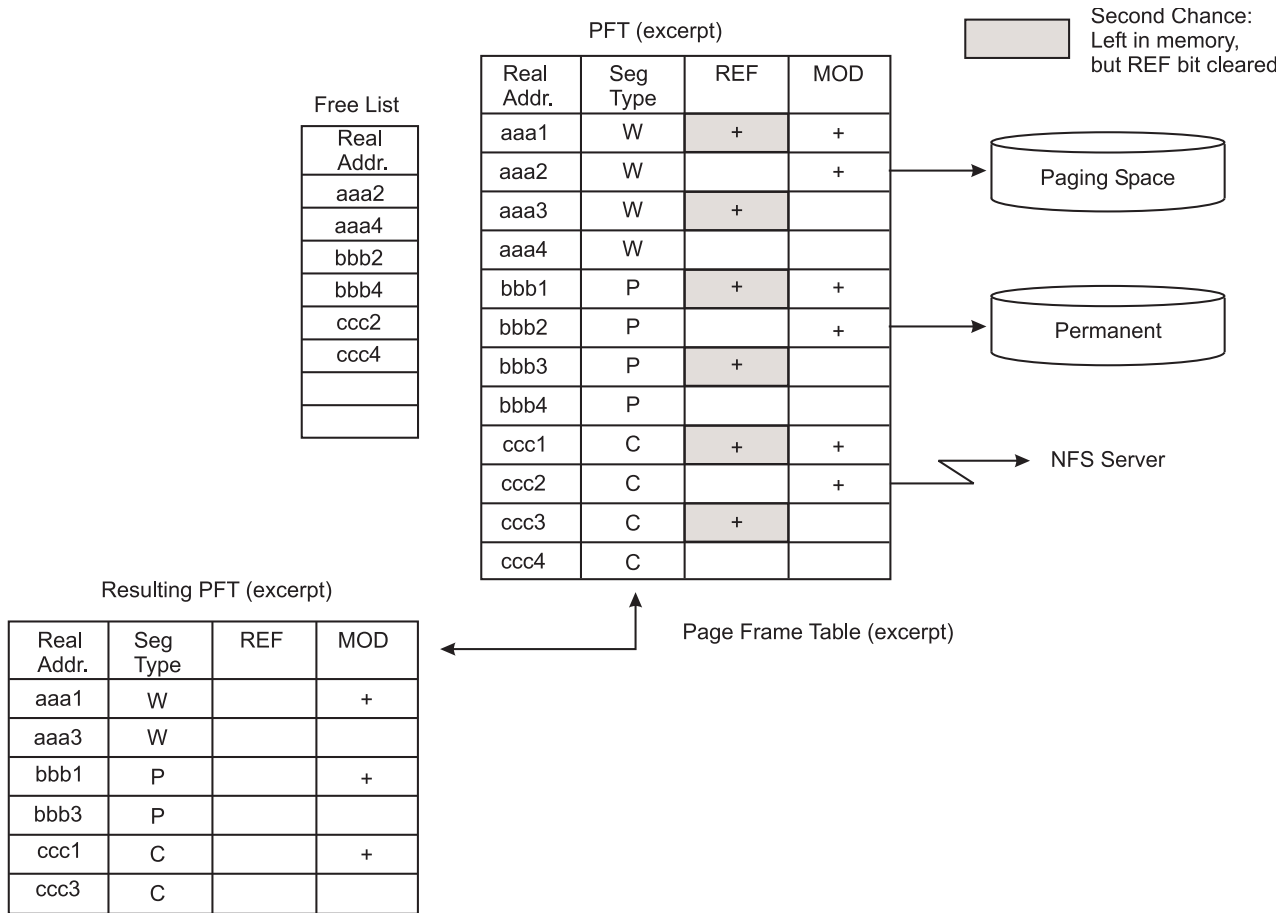 PFT (excerpt)
Second Chance:
Left in memory,
but REF bit cleared
Free List
Real
Addr.
aaa2
aaa4
bbb2
bbb4
ccc2
ccc4
Real Addr. Seg Type REF MOD
aaa1 W + +
aaa2 W +
aaa3 W +
aaa4 W
bbb1 P + +
bbb2 P +
bbb3 P +
bbb4 P
ccc1 C + +
ccc2 C +
ccc3 C +
ccc4 C
Paging Space
Permanent
NFS Server
Page Frame Table (excerpt)
Resulting PFT (excerpt)
Real Addr. Seg Type REF MOD
aaa1 W +
aaa3 W
bbb1 P +
bbb3 P
ccc1 C +
ccc3 C